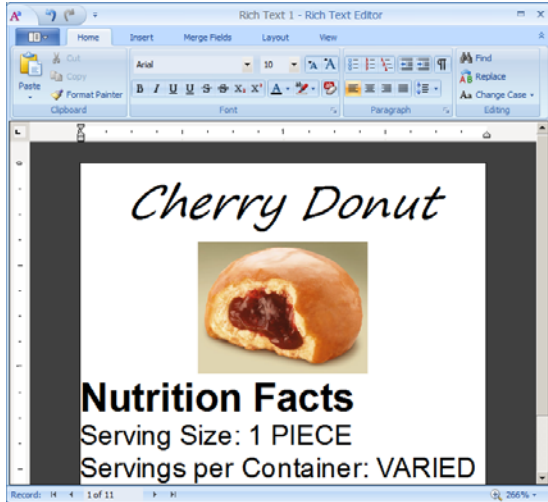 Rich Text 1 - Rich Text Editor
Home Insert Merge Fields Layout View
Paste
Cut
Copy
Format Painter
Clipboard
Arial 10
Font
Paragraph
Find
Replace
Change Case
Editing
Cherry Donut
Nutrition Facts
Serving Size: 1 PIECE
Servings per Container: VARIED
Record: 1 of 11 266%